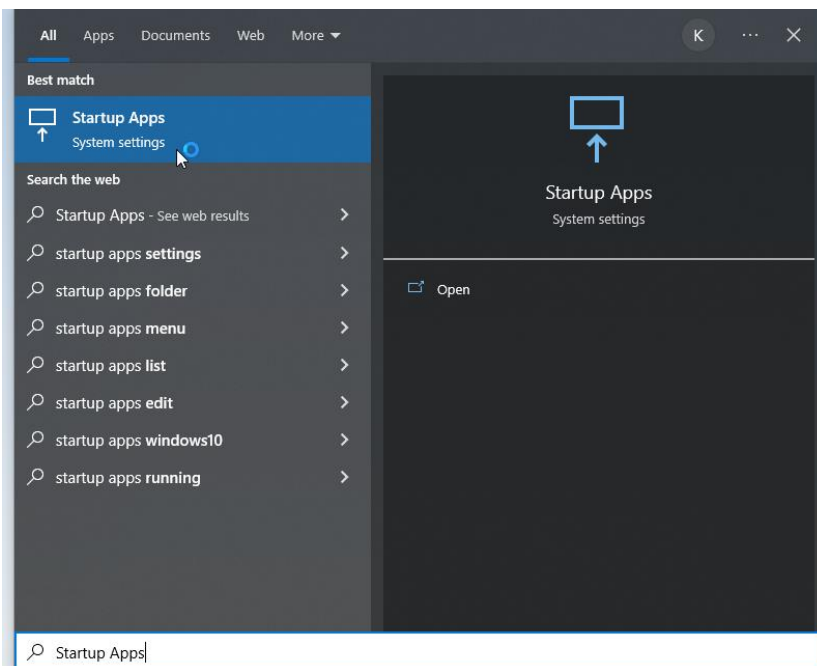 All Apps Documents Web More K ...
Best match
Startup Apps
System settings
Search the web
Startup Apps - See web results
startup apps settings
startup apps folder
startup apps menu
startup apps list
startup apps edit
startup apps windows10
startup apps running
Startup Apps
System settings
Open
Startup Apps